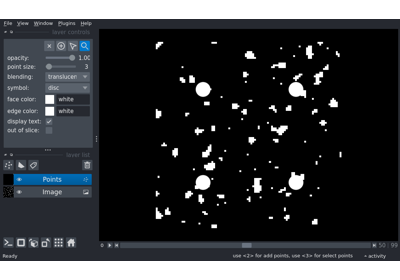 File View Window Plugins Help
layer controls
opacity: 1.00
point size: 3
blending: translucen
symbol: disc
face color: white
edge color: white
display text:
out of slice:
layer list
Points
Image
0 50 99
Ready use <2> for add points, use <3> for select points activity